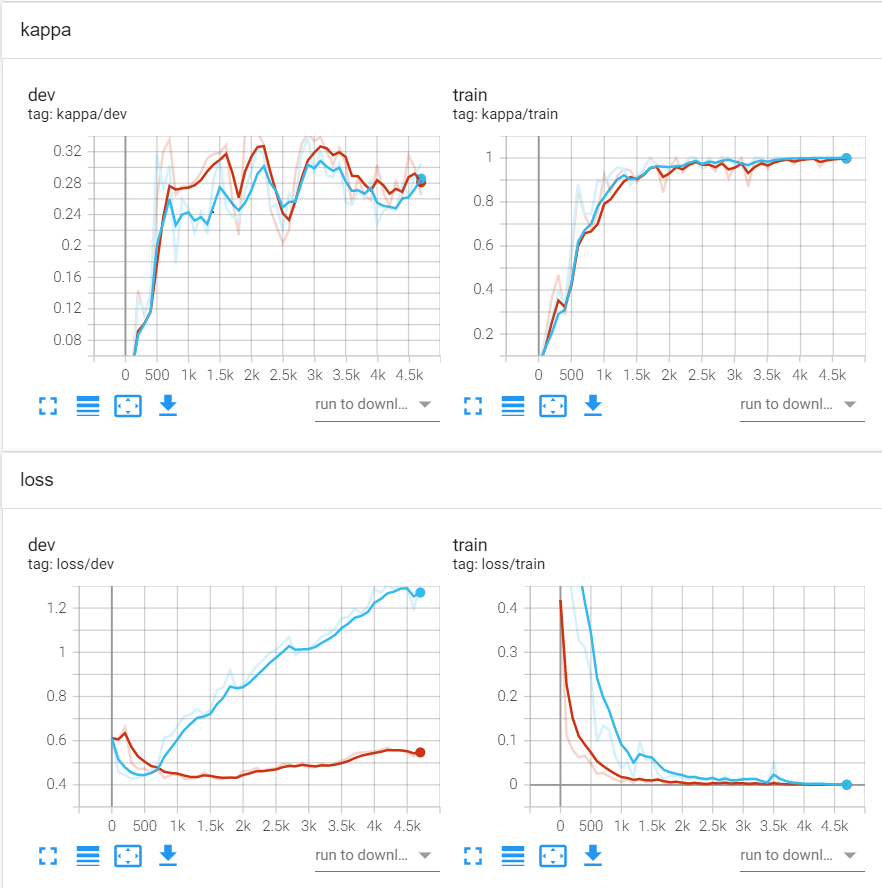 kappa
dev
tag: kappa/dev
0.32
0.28
0.24
0.2
0.16
0.12
0.08
0 500 1k 1.5k 2k 2.5k 3k 3.5k 4k 4.5k
run to downl...
train
tag: kappa/train
1
0.8
0.6
0.4
0.2
0 500 1k 1.5k 2k 2.5k 3k 3.5k 4k 4.5k
run to downl...
loss
dev
tag: loss/dev
1.2
1
0.8
0.6
0.4
0 500 1k 1.5k 2k 2.5k 3k 3.5k 4k 4.5k
run to downl...
train
tag: loss/train
0.4
0.3
0.2
0.1
0
0 500 1k 1.5k 2k 2.5k 3k 3.5k 4k 4.5k
run to downl...